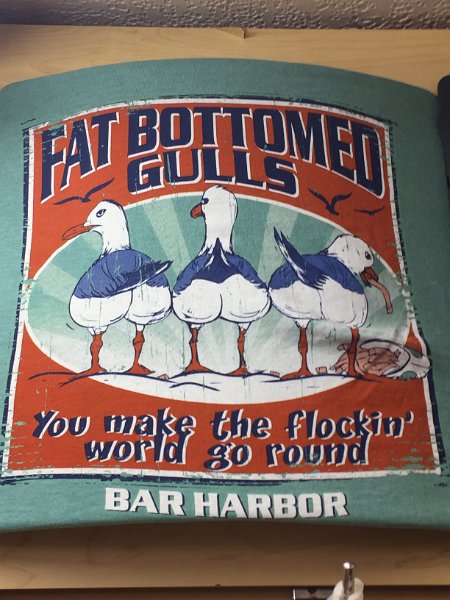 FAT BOTTOMED
GULLS
You make the flockin'
world go round
BAR HARBOR